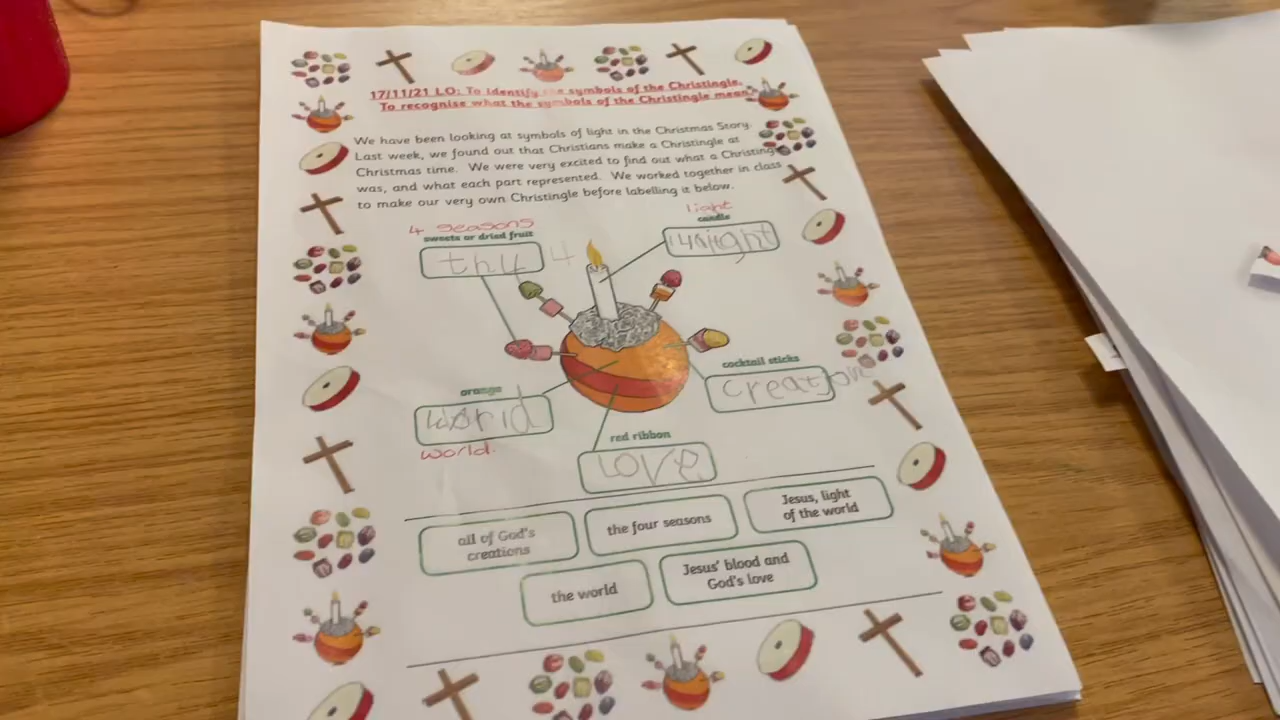 17/11/21 LO: To identify the symbols of the Christingle.
To recognise what the symbols of the Christingle mean.
We have been looking at symbols of light in the Christmas Story.
Last week, we found out that Christians make a Christingle at
Christmas time. We were very excited to find out what a Christingle
was, and what each part represented. We worked together in class
to make our very own Christingle before labelling it below.
4 seasons
sweets or dried fruit
the 4
light
candle
light
cocktail sticks
creation
orange
world
world.
red ribbon
LOVE
all of God's
creations
the four seasons
Jesus, light
of the world
the world
Jesus' blood and
God's love